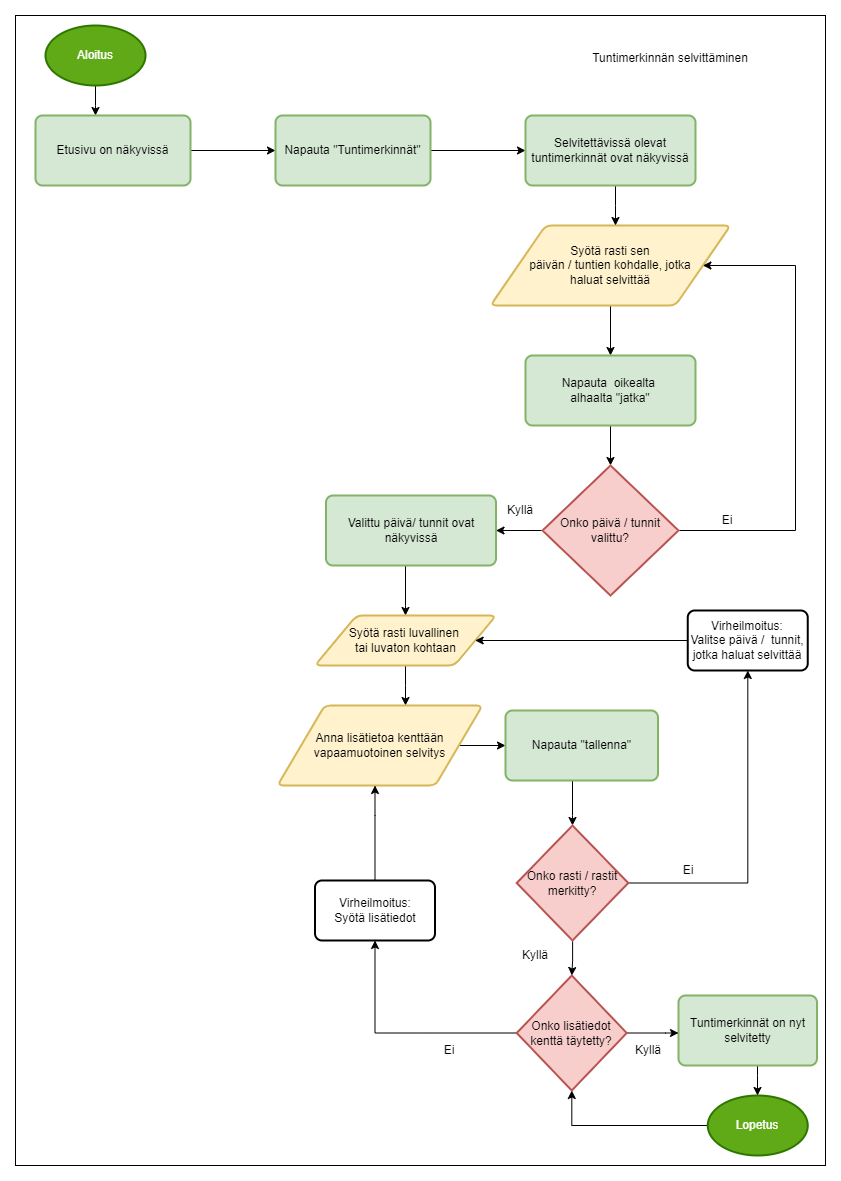 Aloitus
Tuntimerkinnän selvittäminen
Etusivu on näkyvissä
Napauta "Tuntimerkinnät"
Selvitettävissä olevat
tuntimerkinnät ovat näkyvissä
Syötä rasti sen
päivän / tuntien kohdalle, jotka
haluat selvittää
Napauta oikealta
alhaalta "jatka"
Onko päivä / tunnit
valittu?
Kyllä
Ei
Valittu päivä/ tunnit ovat
näkyvissä
Syötä rasti luvallinen
tai luvaton kohtaan
Virheilmoitus:
Valitse päivä / tunnit,
jotka haluat selvittää
Anna lisätietoa kenttään
vapaamuotoinen selvitys
Napauta "tallenna"
Onko rasti / rastit
merkitty?
Ei
Virheilmoitus:
Syötä lisätiedot
Kyllä
Onko lisätiedot
kenttä täytetty?
Ei
Kyllä
Tuntimerkinnät on nyt
selvitetty
Lopetus